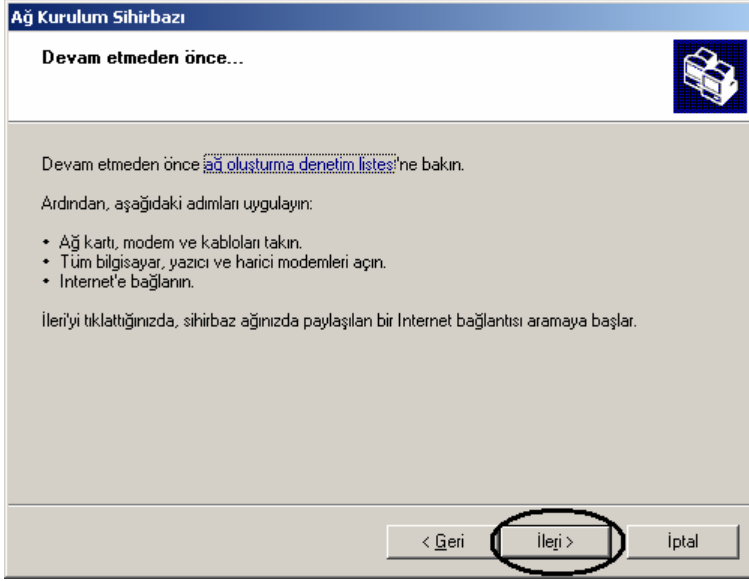 Ağ Kurulum Sihirbazı
Devam etmeden önce...
Devam etmeden önce ağ oluşturma denetim listesi'ne bakın.
Ardından, aşağıdaki adımları uygulayın:
• Ağ kartı, modem ve kabloları takın.
• Tüm bilgisayar, yazıcı ve harici modemleri açın.
• Internet'e bağlanın.
İleri'yi tıklattığınızda, sihirbaz ağınızda paylaşılan bir Internet bağlantısı aramaya başlar.
< Geri İleri > İptal